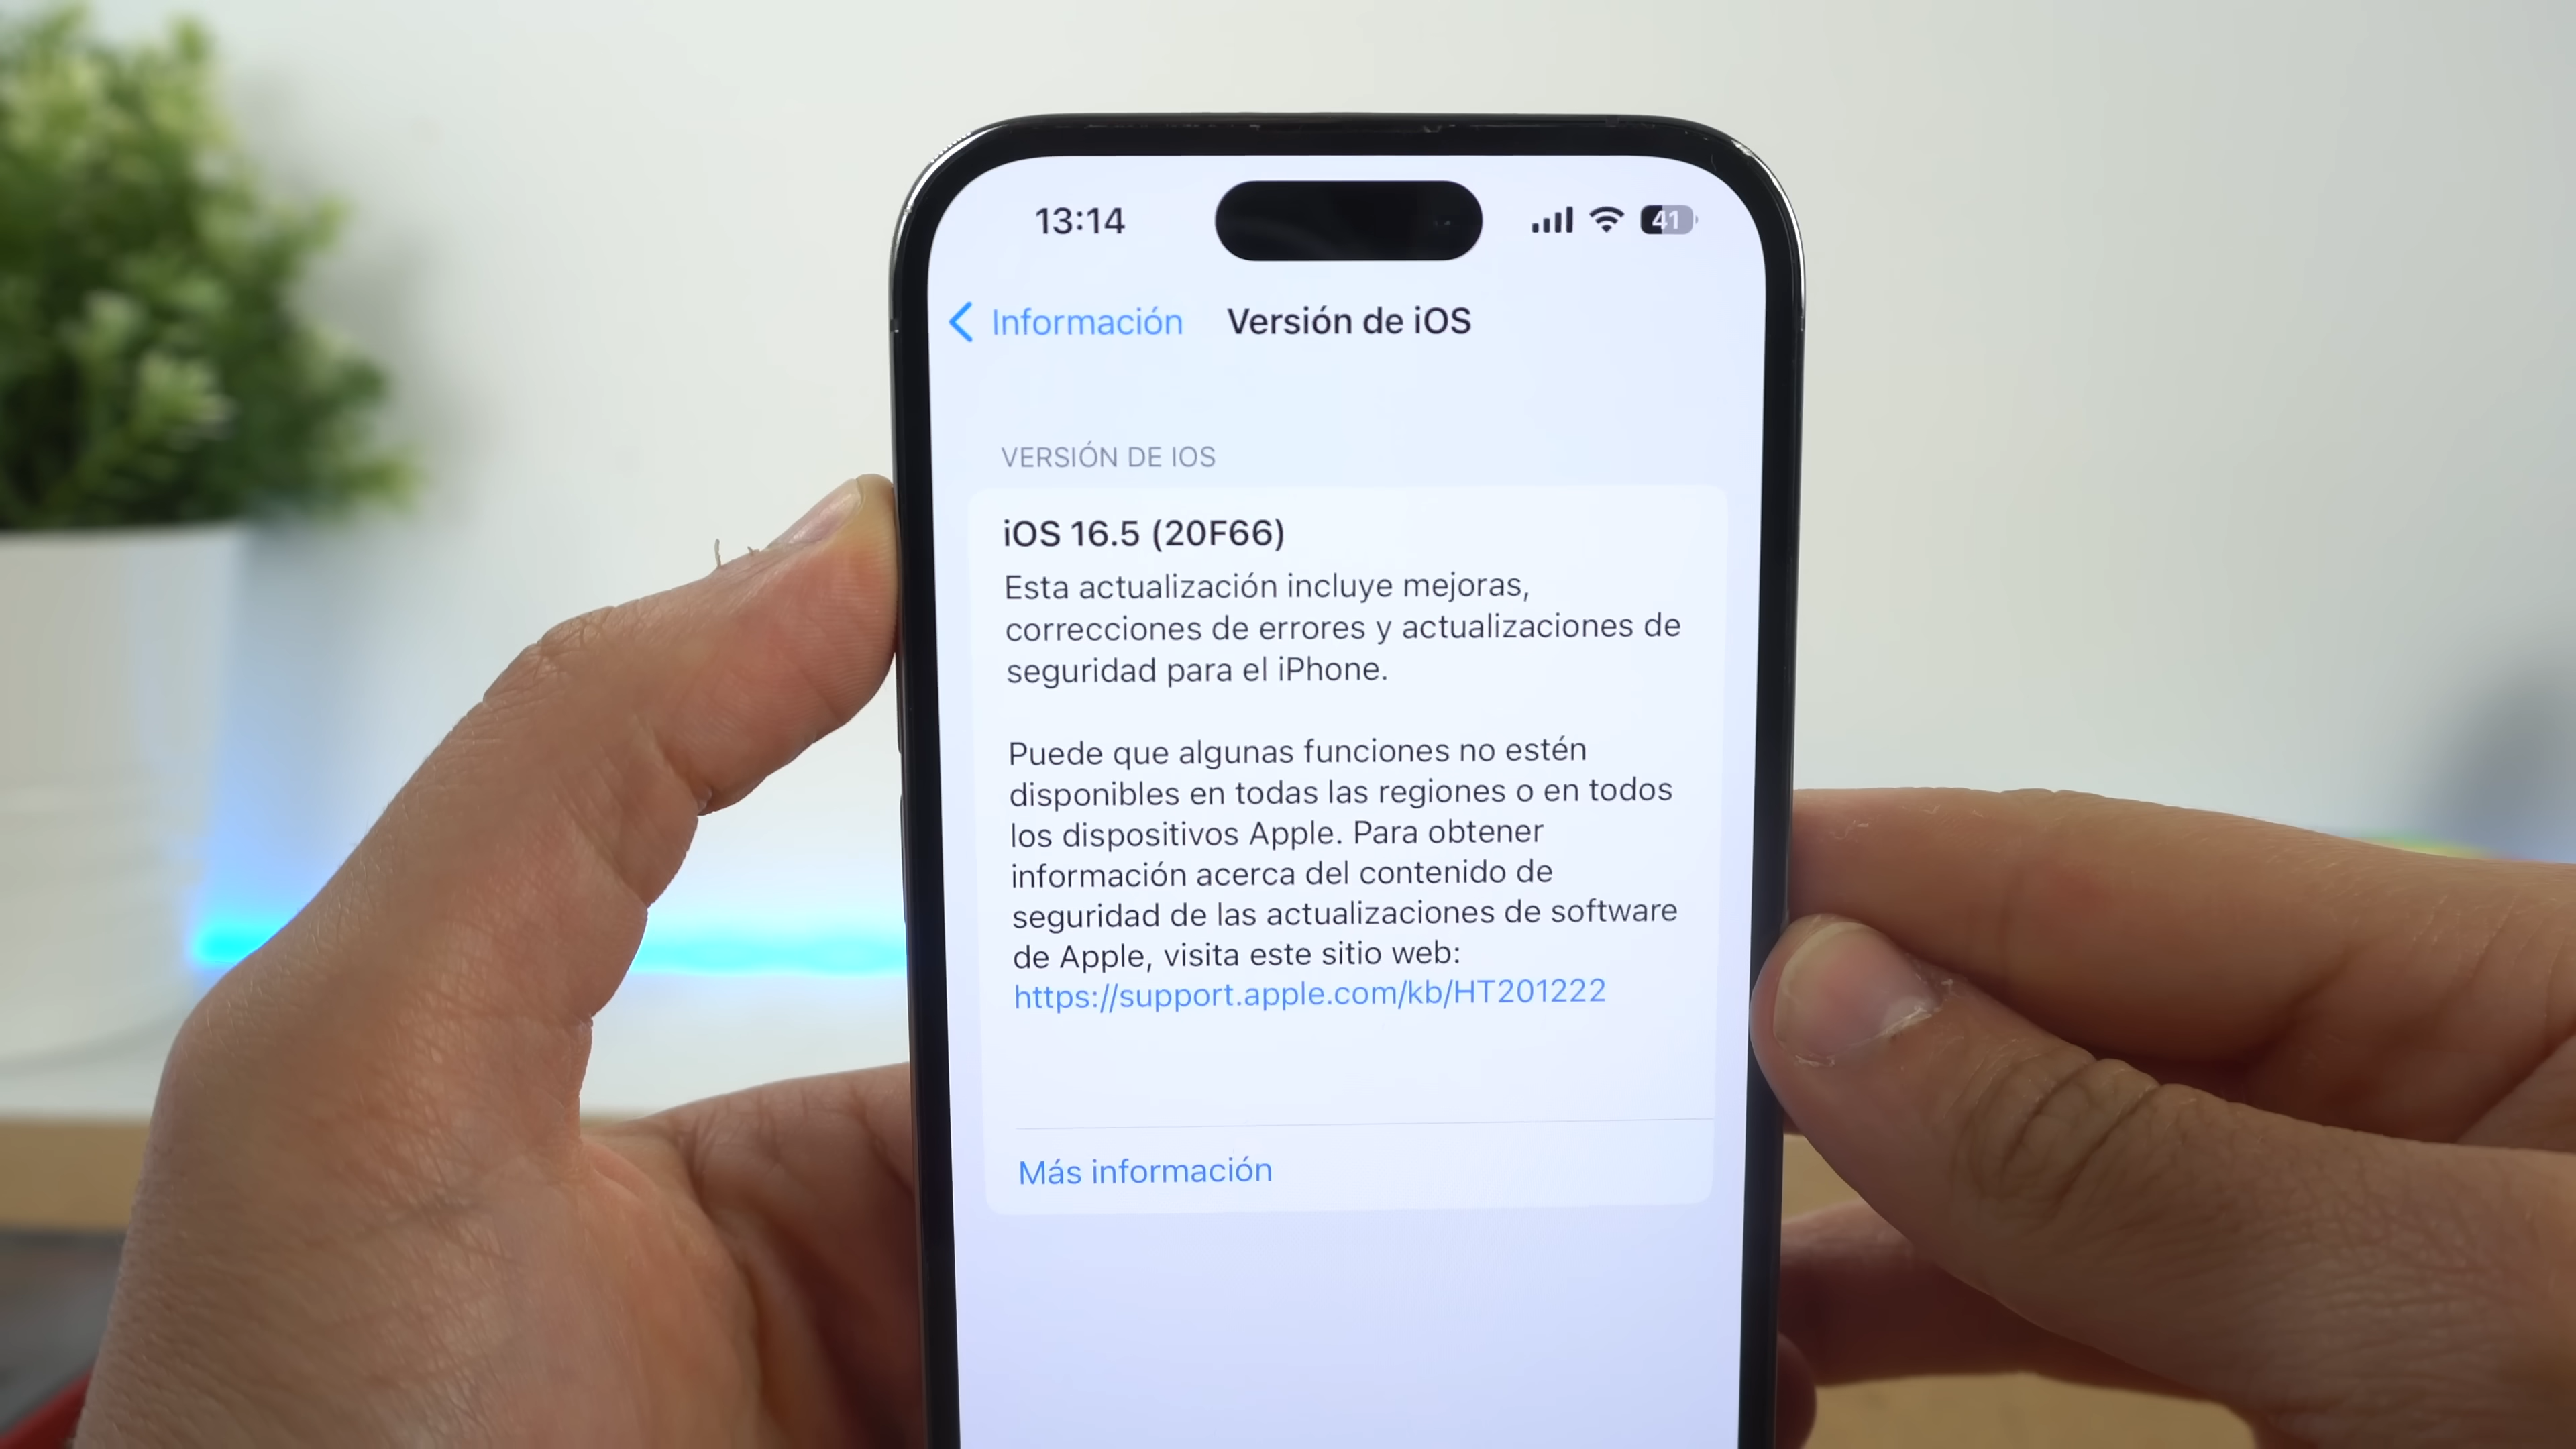 13:14
41
Información
Versión de iOS
VERSIÓN DE IOS
iOS 16.5 (20F66)
Esta actualización incluye mejoras,
correcciones de errores y actualizaciones de
seguridad para el iPhone.
Puede que algunas funciones no estén
disponibles en todas las regiones o en todos
los dispositivos Apple. Para obtener
información acerca del contenido de
seguridad de las actualizaciones de software
de Apple, visita este sitio web:
https://support.apple.com/kb/HT201222
Más información